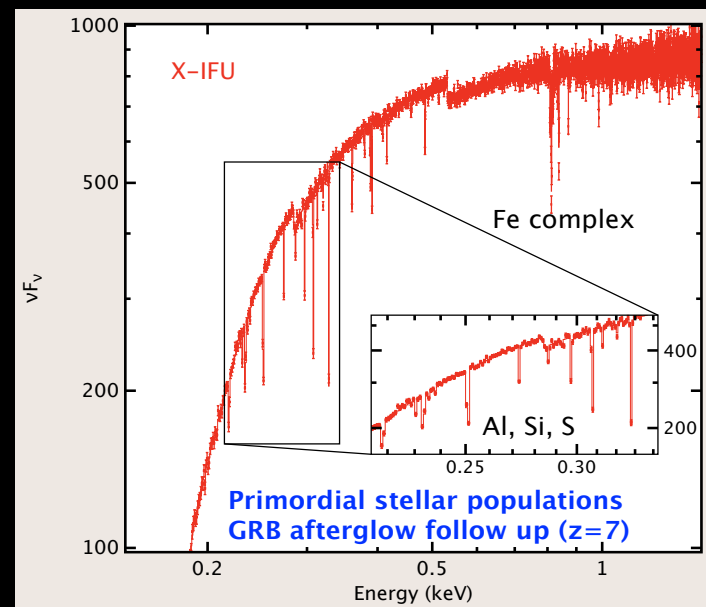 1000
X-IFU
500
Fe complex
νFν
400
200
Al, Si, S
200
0.25
0.30
Primordial stellar populations
GRB afterglow follow up (z=7)
100
0.2
0.5
1
Energy (keV)